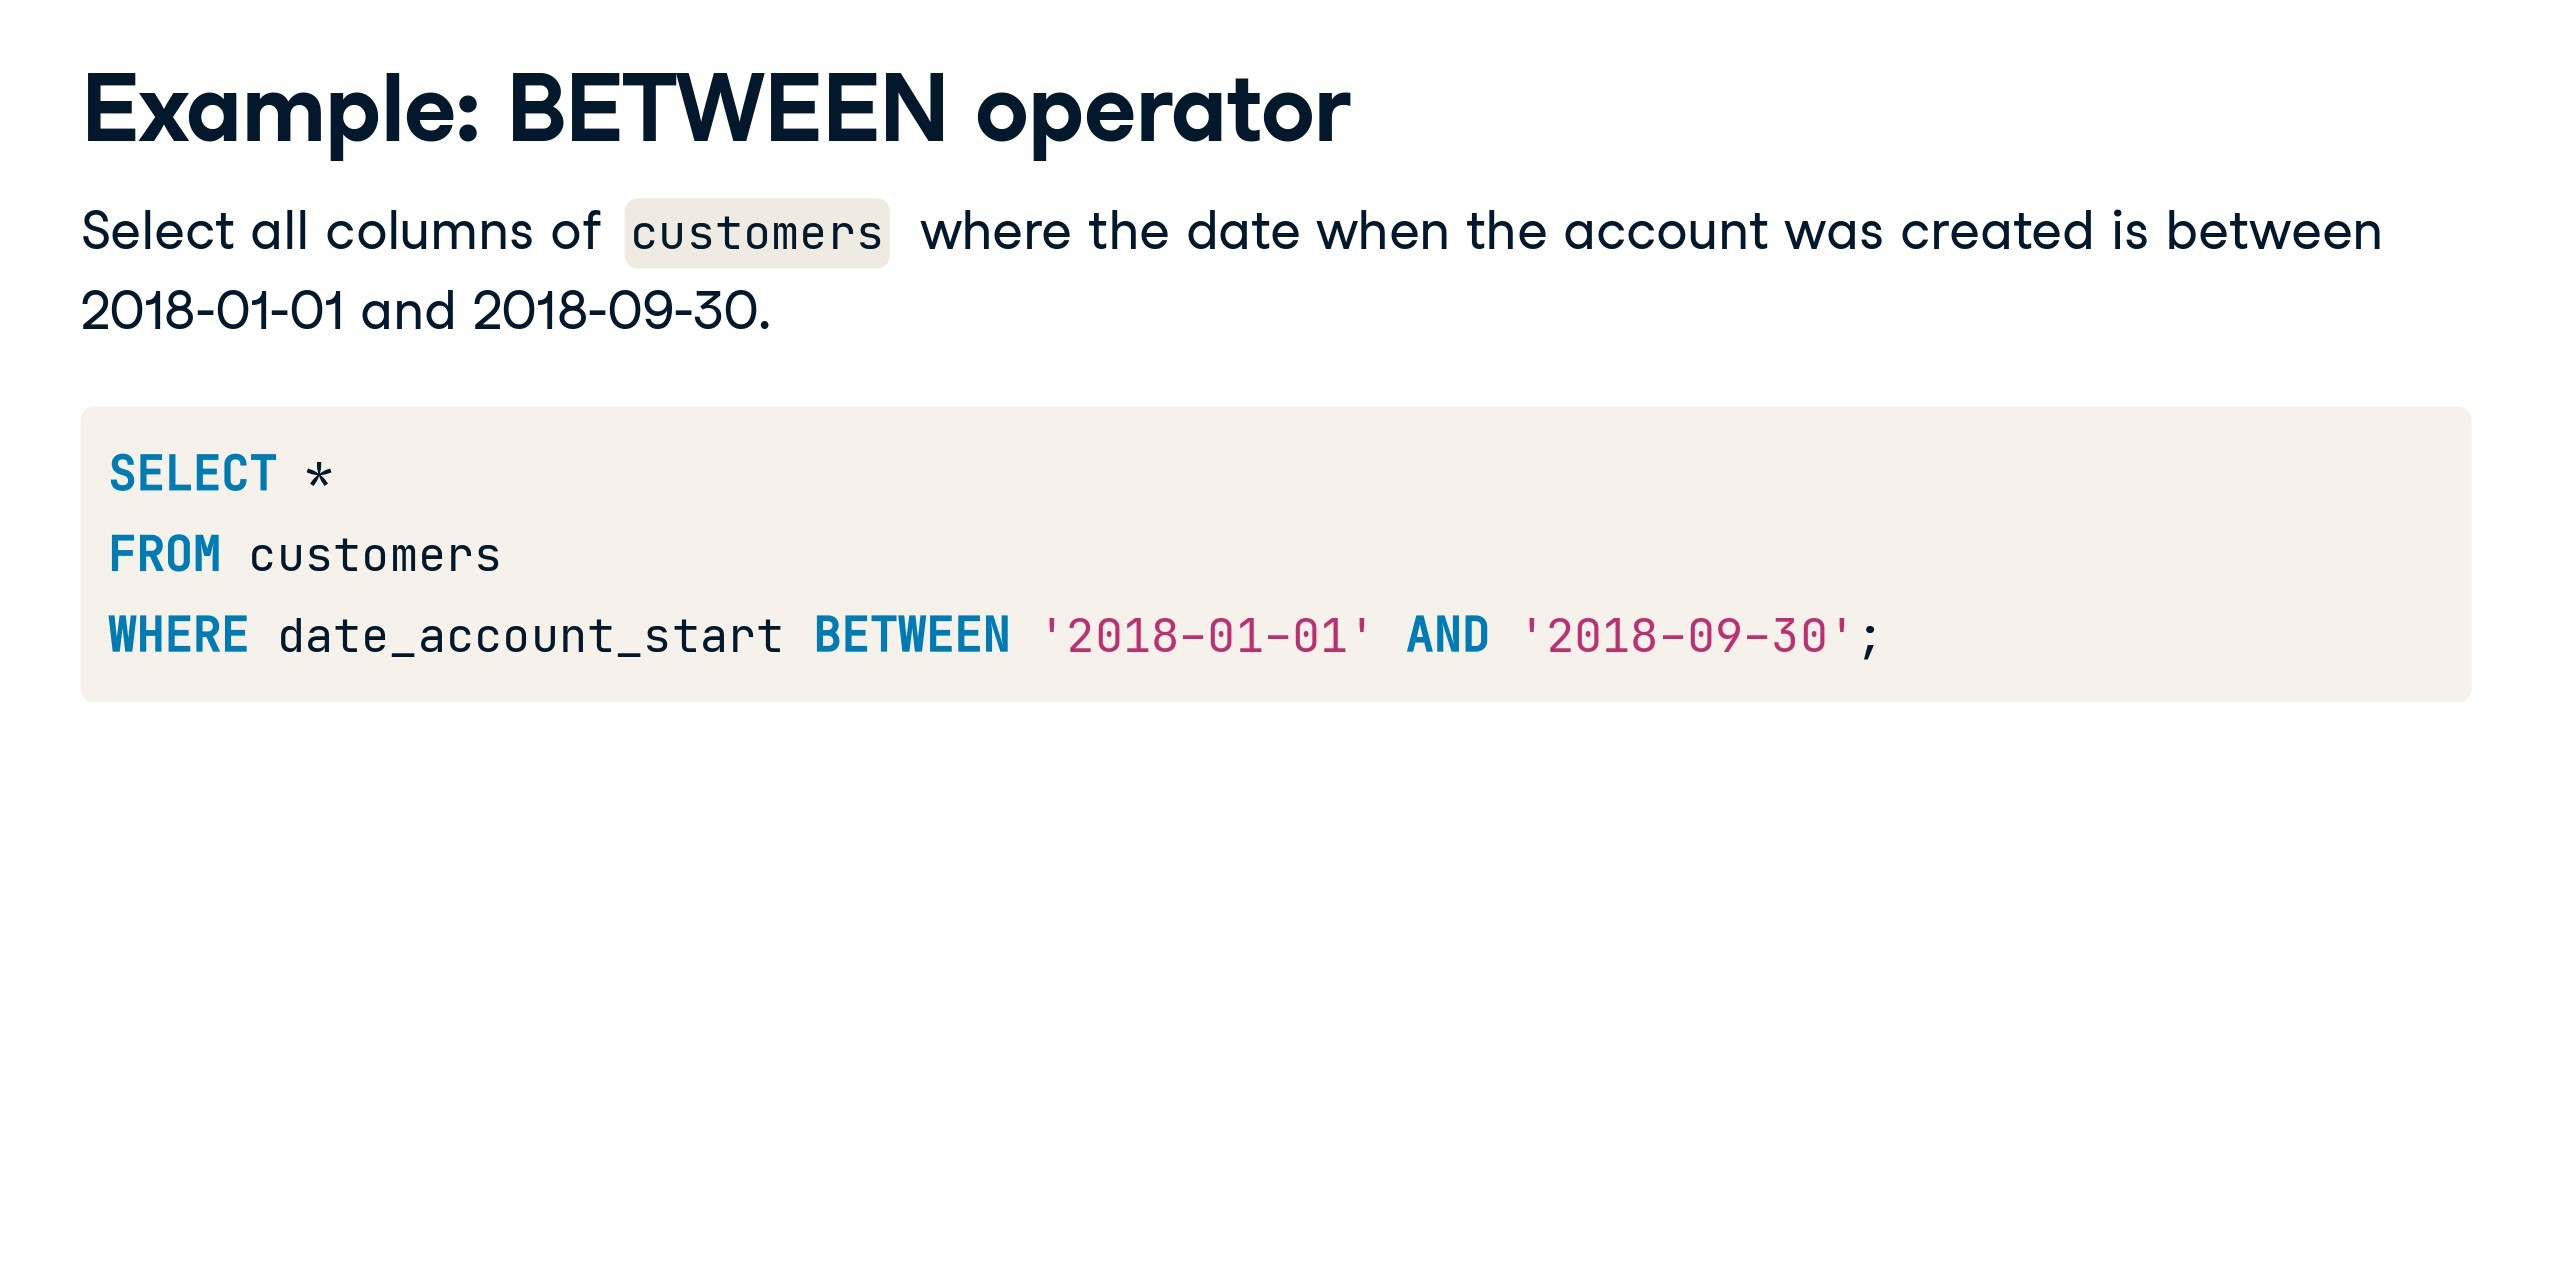 Example: BETWEEN operator
Select all columns of customers where the date when the account was created is between
2018-01-01 and 2018-09-30.
SELECT *
FROM customers
WHERE date_account_start BETWEEN '2018-01-01' AND '2018-09-30';